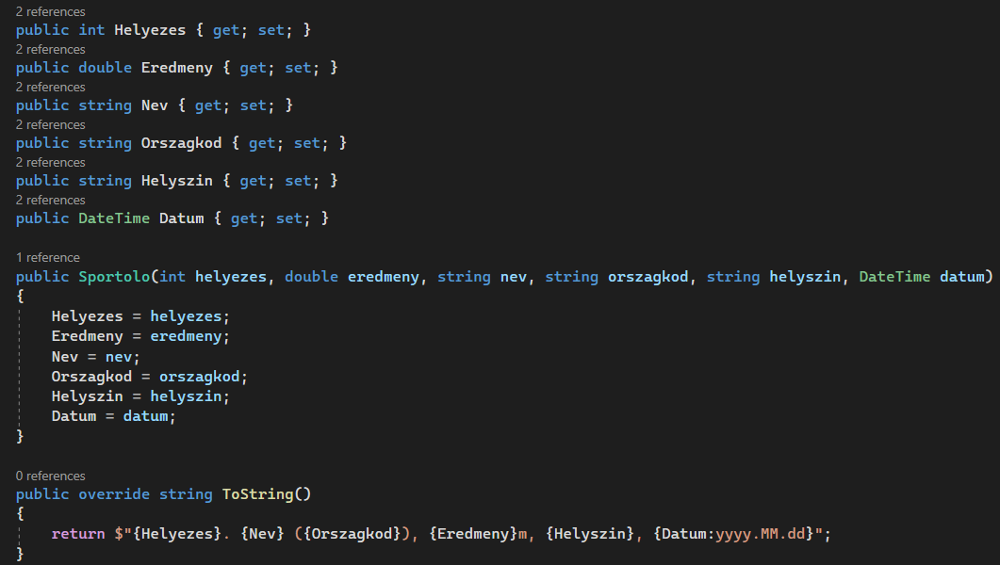 2 references
public int Helyezes { get; set; }
2 references
public double Eredmeny { get; set; }
2 references
public string Nev { get; set; }
2 references
public string Orszagkod { get; set; }
2 references
public string Helyszin { get; set; }
2 references
public DateTime Datum { get; set; }
1 reference
public Sportolo(int helyezes, double eredmeny, string nev, string orszagkod, string helyszin, DateTime datum)
{
    Helyezes = helyezes;
    Eredmeny = eredmeny;
    Nev = nev;
    Orszagkod = orszagkod;
    Helyszin = helyszin;
    Datum = datum;
}
0 references
public override string ToString()
{
    return $"{Helyezes}. {Nev} ({Orszagkod}), {Eredmeny}m, {Helyszin}, {Datum:yyyy.MM.dd}";
}